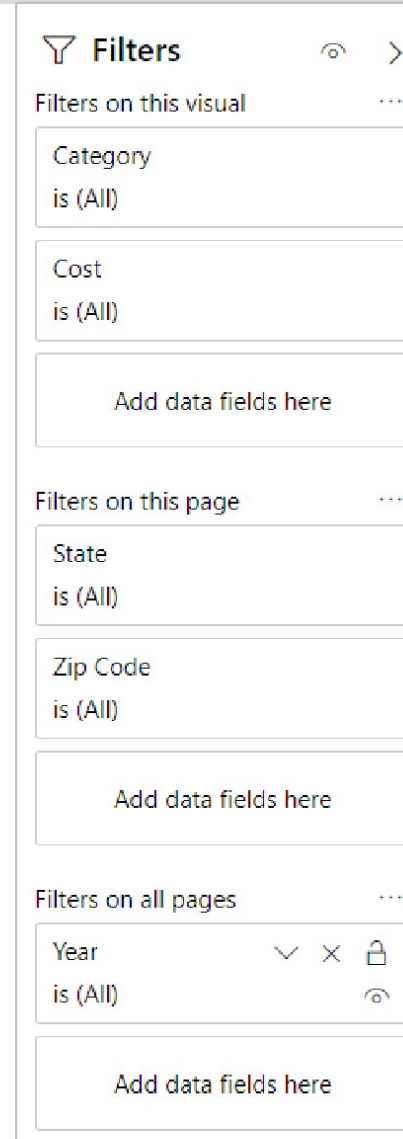 Filters
Filters on this visual
Category
is (All)
Cost
is (All)
Add data fields here
Filters on this page
State
is (All)
Zip Code
is (All)
Add data fields here
Filters on all pages
Year
is (All)
Add data fields here